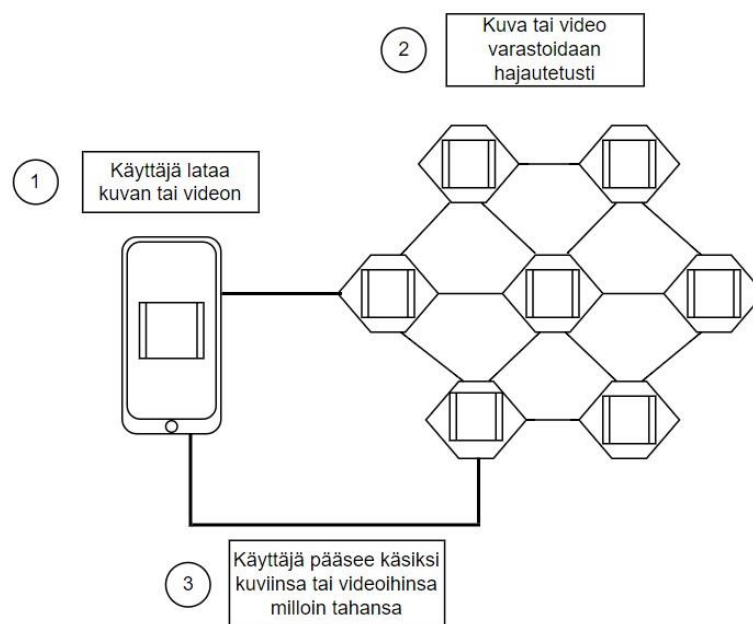 2
Kuva tai video
varastoidaan
hajautetusti
1
Käyttäjä lataa
kuvan tai videon
3
Käyttäjä pääsee käsiksi
kuviinsa tai videoihinsa
milloin tahansa